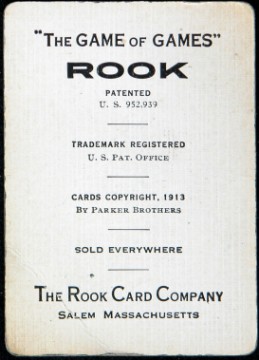 "THE GAME OF GAMES"
ROOK
PATENTED
U. S. 952.939
TRADEMARK REGISTERED
U. S. PAT. OFFICE
CARDS COPYRIGHT, 1913
BY PARKER BROTHERS
SOLD EVERYWHERE
THE ROOK CARD COMPANY
SALEM MASSACHUSETTS